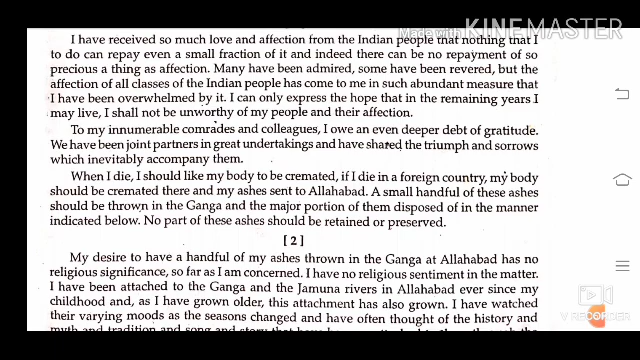 Made with KINEMASTER
I have received so much love and affection from the Indian people that nothing that I
to do can repay even a small fraction of it and indeed there can be no repayment of so
precious a thing as affection. Many have been admired, some have been revered, but the
affection of all classes of the Indian people has come to me in such abundant measure that
I have been overwhelmed by it. I can only express the hope that in the remaining years I
may live, I shall not be unworthy of my people and their affection.
To my innumerable comrades and colleagues, I owe an even deeper debt of gratitude.
We have been joint partners in great undertakings and have shared the triumph and sorrows
which inevitably accompany them.
When I die, I should like my body to be cremated, if I die in a foreign country, my body
should be cremated there and my ashes sent to Allahabad. A small handful of these ashes
should be thrown in the Ganga and the major portion of them disposed of in the manner
indicated below. No part of these ashes should be retained or preserved.
[2]
My desire to have a handful of my ashes thrown in the Ganga at Allahabad has no
religious significance, so far as I am concerned. I have no religious sentiment in the matter.
I have been attached to the Ganga and the Jamuna rivers in Allahabad ever since my
childhood and, as I have grown older, this attachment has also grown. I have watched
their varying moods as the seasons changed and have often thought of the history and
myth and tradition and song and story that have
V RECORDER